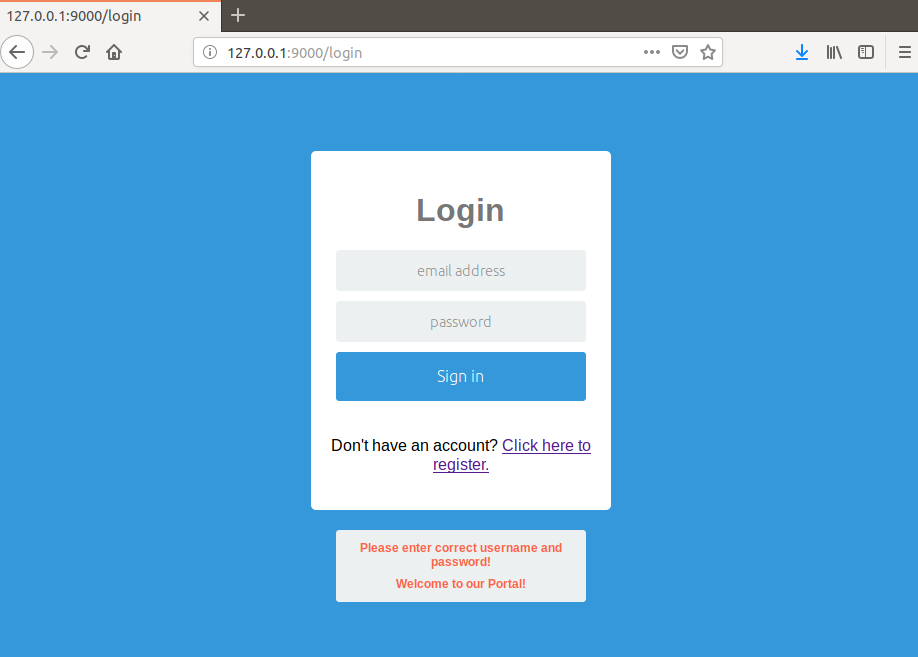 127.0.0.1:9000/login
127.0.0.1:9000/login
Login
email address
password
Sign in
Don't have an account? Click here to
register.
Please enter correct username and
password!
Welcome to our Portal!